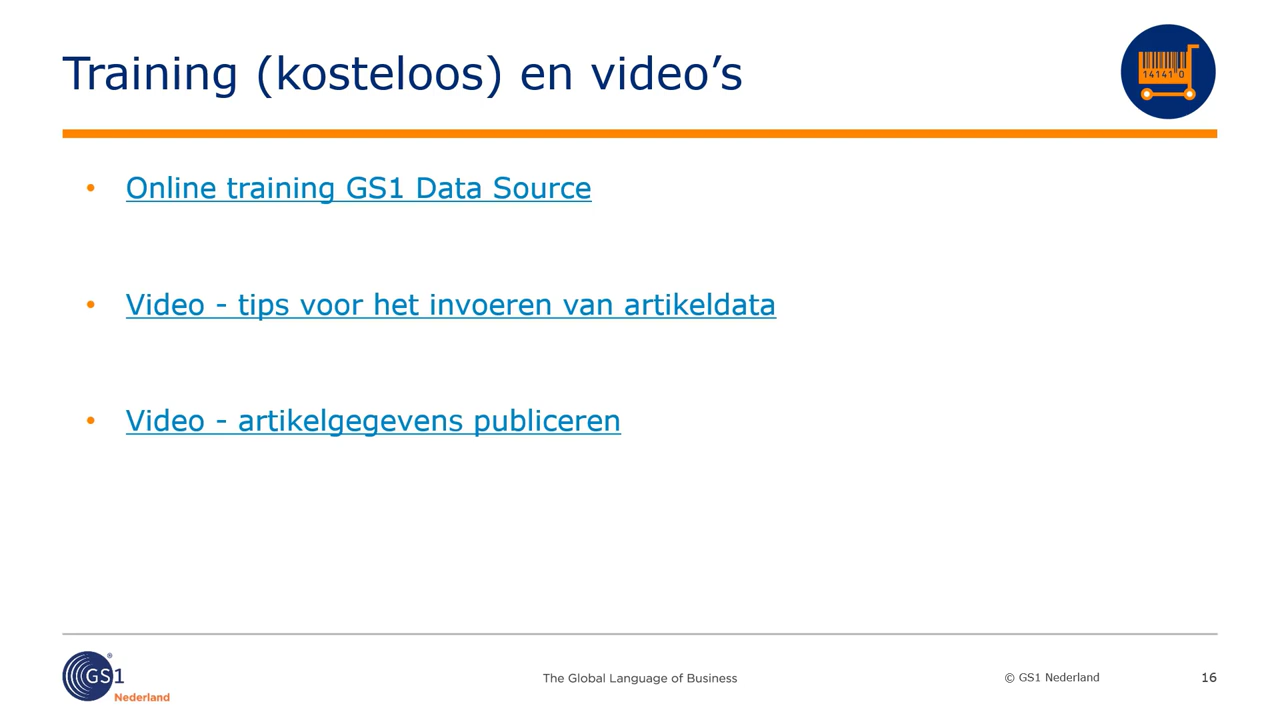 Training (kosteloos) en video’s
14141 0
• Online training GS1 Data Source
• Video - tips voor het invoeren van artikeldata
• Video - artikelgegevens publiceren
GS1 ®
Nederland
The Global Language of Business
© GS1 Nederland
16